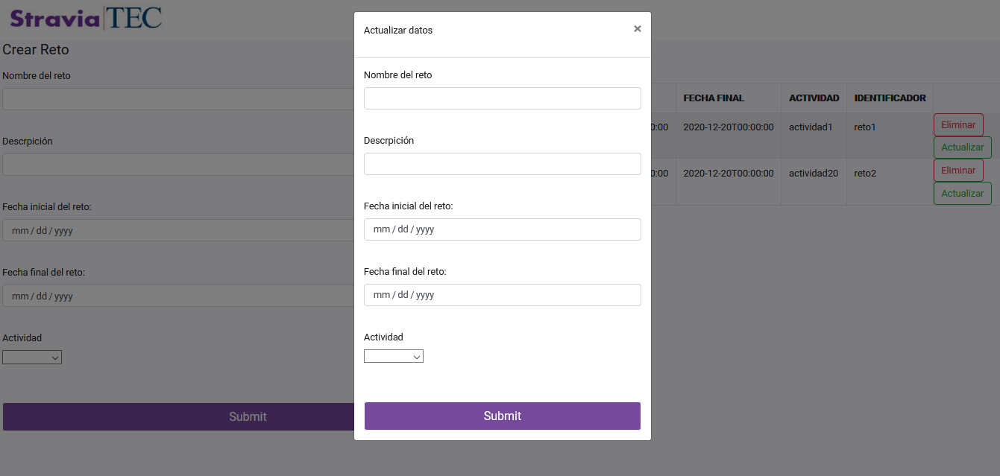 Stravia TEC
Crear Reto
Nombre del reto
Descrpición
Fecha inicial del reto:
mm / dd / yyyy
Fecha final del reto:
mm / dd / yyyy
Actividad
Submit
Actualizar datos
×
Nombre del reto
Descrpición
Fecha inicial del reto:
mm / dd / yyyy
Fecha final del reto:
mm / dd / yyyy
Actividad
Submit
FECHA FINAL ACTIVIDAD IDENTIFICADOR
0:00 2020-12-20T00:00:00 actividad1 reto1 Eliminar
Actualizar
0:00 2020-12-20T00:00:00 actividad20 reto2 Eliminar
Actualizar